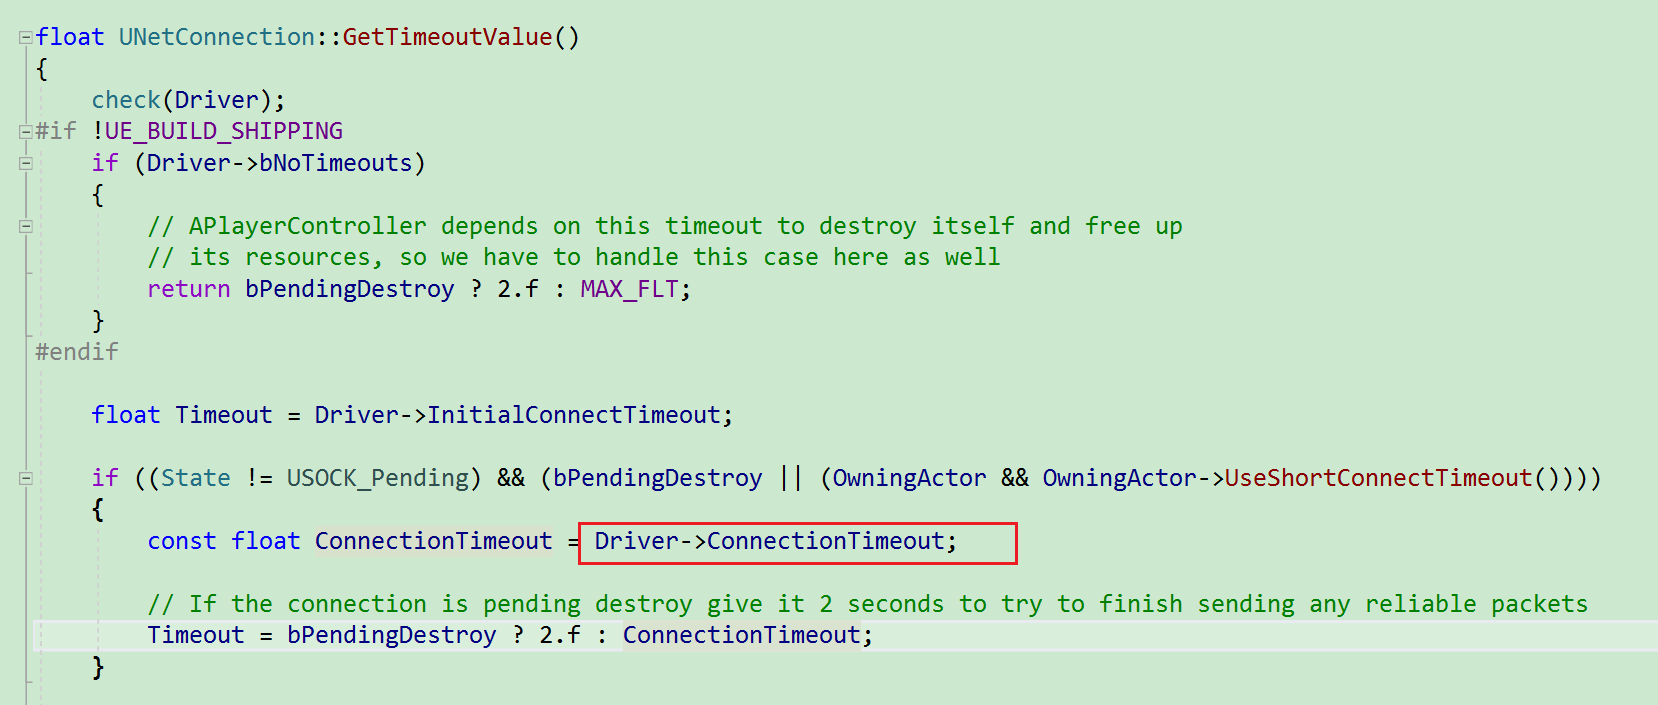 float UNetConnection::GetTimeoutValue()
{
    check(Driver);
#if !UE_BUILD_SHIPPING
    if (Driver->bNoTimeouts)
    {
        // APlayerController depends on this timeout to destroy itself and free up
        // its resources, so we have to handle this case here as well
        return bPendingDestroy ? 2.f : MAX_FLT;
    }
#endif
    float Timeout = Driver->InitialConnectTimeout;
    if ((State != USOCK_Pending) && (bPendingDestroy || (OwningActor && OwningActor->UseShortConnectTimeout())))
    {
        const float ConnectionTimeout = Driver->ConnectionTimeout;
        // If the connection is pending destroy give it 2 seconds to try to finish sending any reliable packets
        Timeout = bPendingDestroy ? 2.f : ConnectionTimeout;
    }